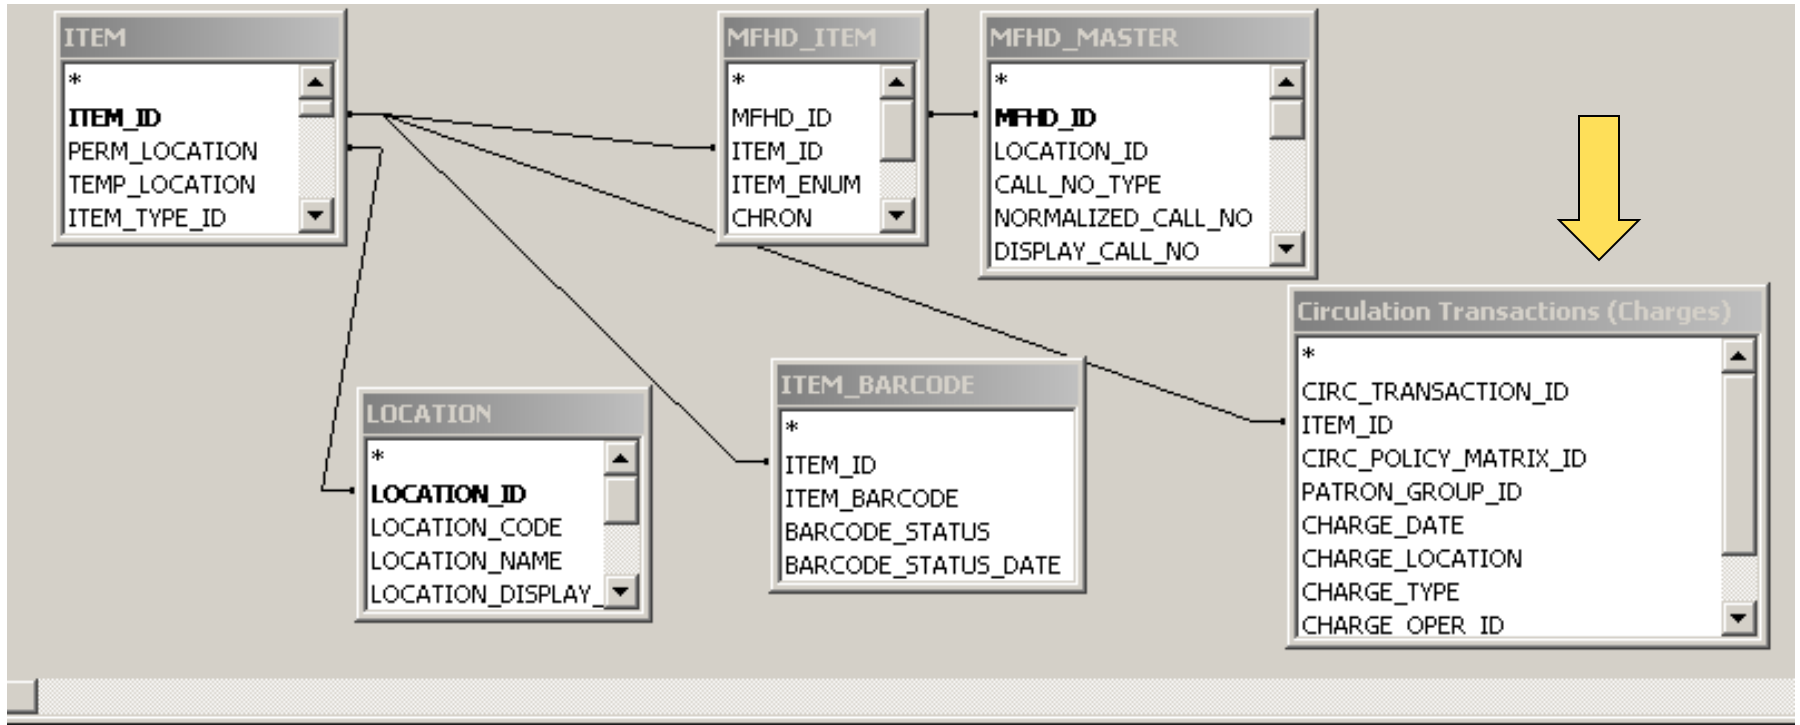 ITEM
*
ITEM_ID
PERM_LOCATION
TEMP_LOCATION
ITEM_TYPE_ID
MFHD_ITEM
*
MFHD_ID
ITEM_ID
ITEM_ENUM
CHRON
MFHD_MASTER
*
MFHD_ID
LOCATION_ID
CALL_NO_TYPE
NORMALIZED_CALL_NO
DISPLAY_CALL_NO
LOCATION
*
LOCATION_ID
LOCATION_CODE
LOCATION_NAME
LOCATION_DISPLAY_
ITEM_BARCODE
*
ITEM_ID
ITEM_BARCODE
BARCODE_STATUS
BARCODE_STATUS_DATE
Circulation Transactions (Charges)
*
CIRC_TRANSACTION_ID
ITEM_ID
CIRC_POLICY_MATRIX_ID
PATRON_GROUP_ID
CHARGE_DATE
CHARGE_LOCATION
CHARGE_TYPE
CHARGE_OPER_ID